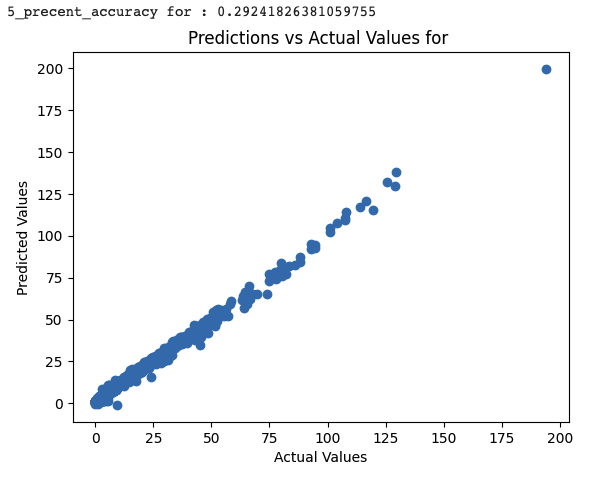 5_precent_accuracy for : 0.29241826381059755
Predictions vs Actual Values for
200
175
150
125
100
75
50
25
0
Predicted Values
0 25 50 75 100 125 150 175 200
Actual Values